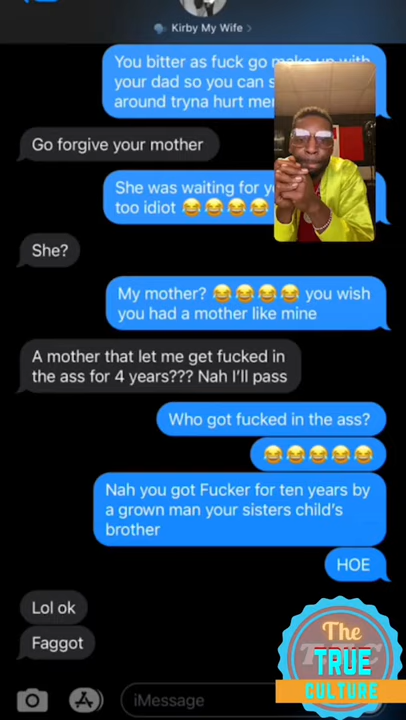 Kirby My Wife >
You bitter as fuck go make up with
your dad so you can s
around tryna hurt me
Go forgive your mother
She was waiting for
too idiot 😂😂😂😂
She?
My mother? 😂😂😂😂 you wish
you had a mother like mine
A mother that let me get fucked in
the ass for 4 years??? Nah I'll pass
Who got fucked in the ass?
😂😂😂😂😂
Nah you got Fucker for ten years by
a grown man your sisters child's
brother
HOE
Lol ok
Faggot
iMessage
The
TRUE
CULTURE